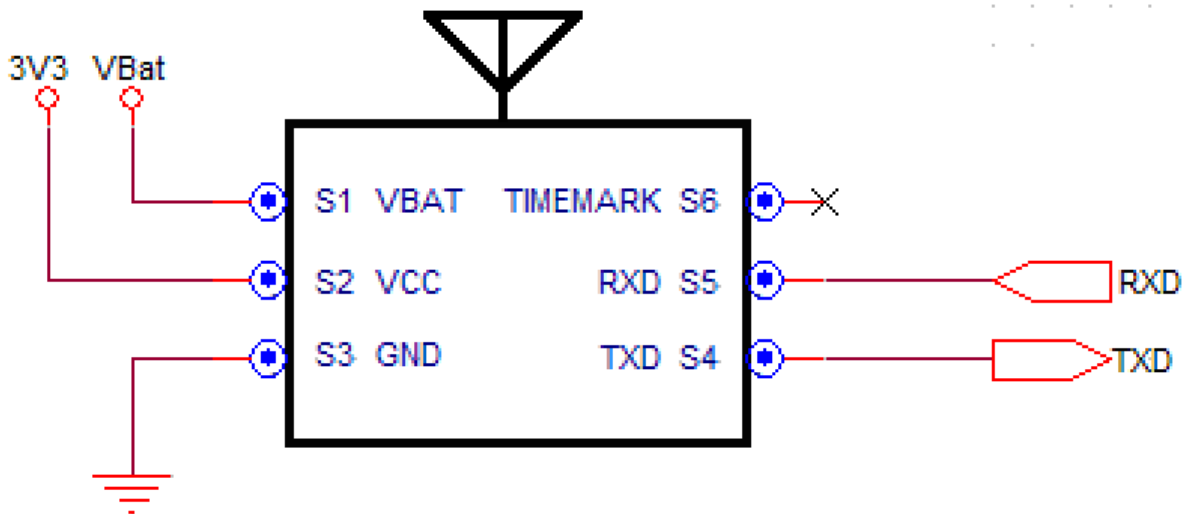 3V3 VBat
S1 VBAT TIMEMARK S6
S2 VCC RXD S5 RXD
S3 GND TXD S4 TXD